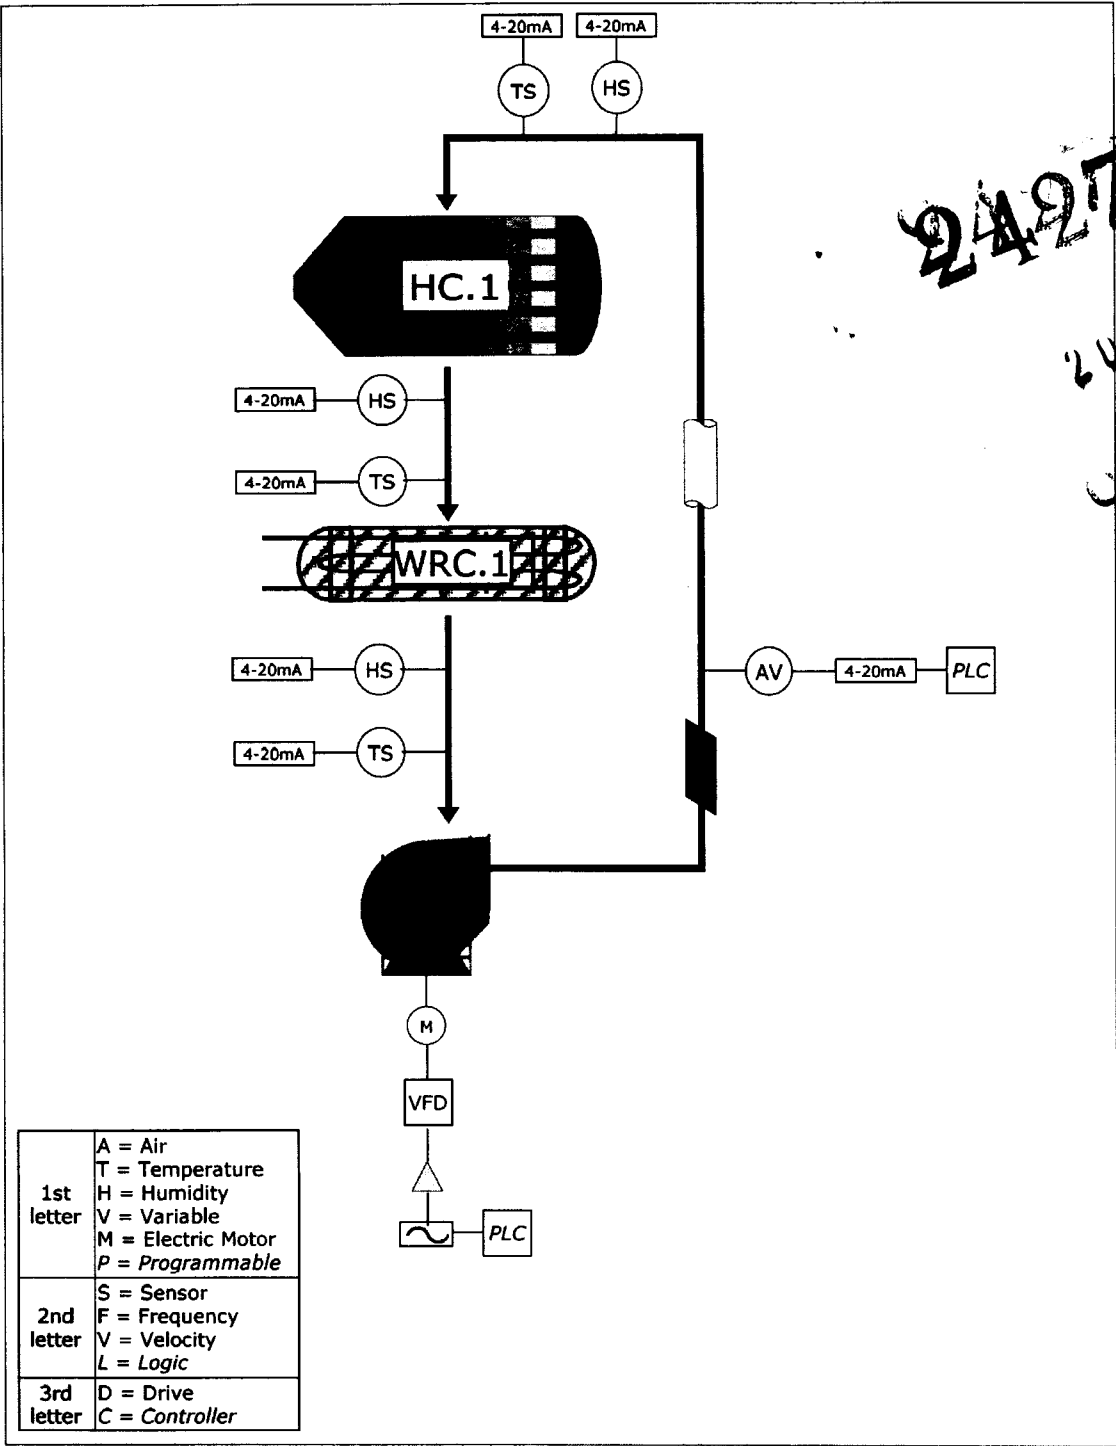 4-20mA 4-20mA
TS HS
HC.1
4-20mA HS
4-20mA TS
WRC.1
4-20mA HS
AV 4-20mA PLC
4-20mA TS
M
VFD
PLC
1st letter
A = Air
T = Temperature
H = Humidity
V = Variable
M = Electric Motor
P = Programmable
2nd letter
S = Sensor
F = Frequency
V = Velocity
L = Logic
3rd letter
D = Drive
C = Controller